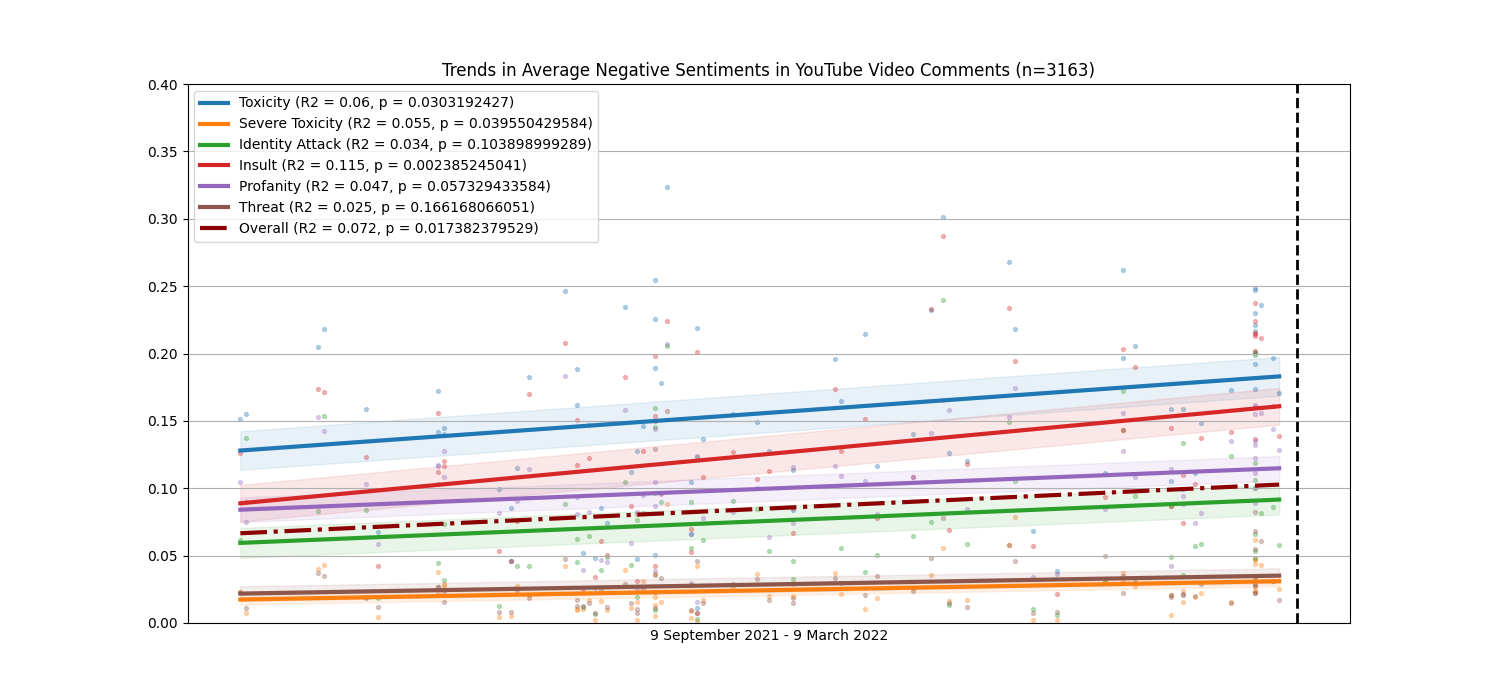 Trends in Average Negative Sentiments in YouTube Video Comments (n=3163)
0.40
0.35
0.30
0.25
0.20
0.15
0.10
0.05
0.00
Toxicity (R2 = 0.06, p = 0.0303192427)
Severe Toxicity (R2 = 0.055, p = 0.039550429584)
Identity Attack (R2 = 0.034, p = 0.103898999289)
Insult (R2 = 0.115, p = 0.002385245041)
Profanity (R2 = 0.047, p = 0.057329433584)
Threat (R2 = 0.025, p = 0.166168066051)
Overall (R2 = 0.072, p = 0.017382379529)
9 September 2021 - 9 March 2022